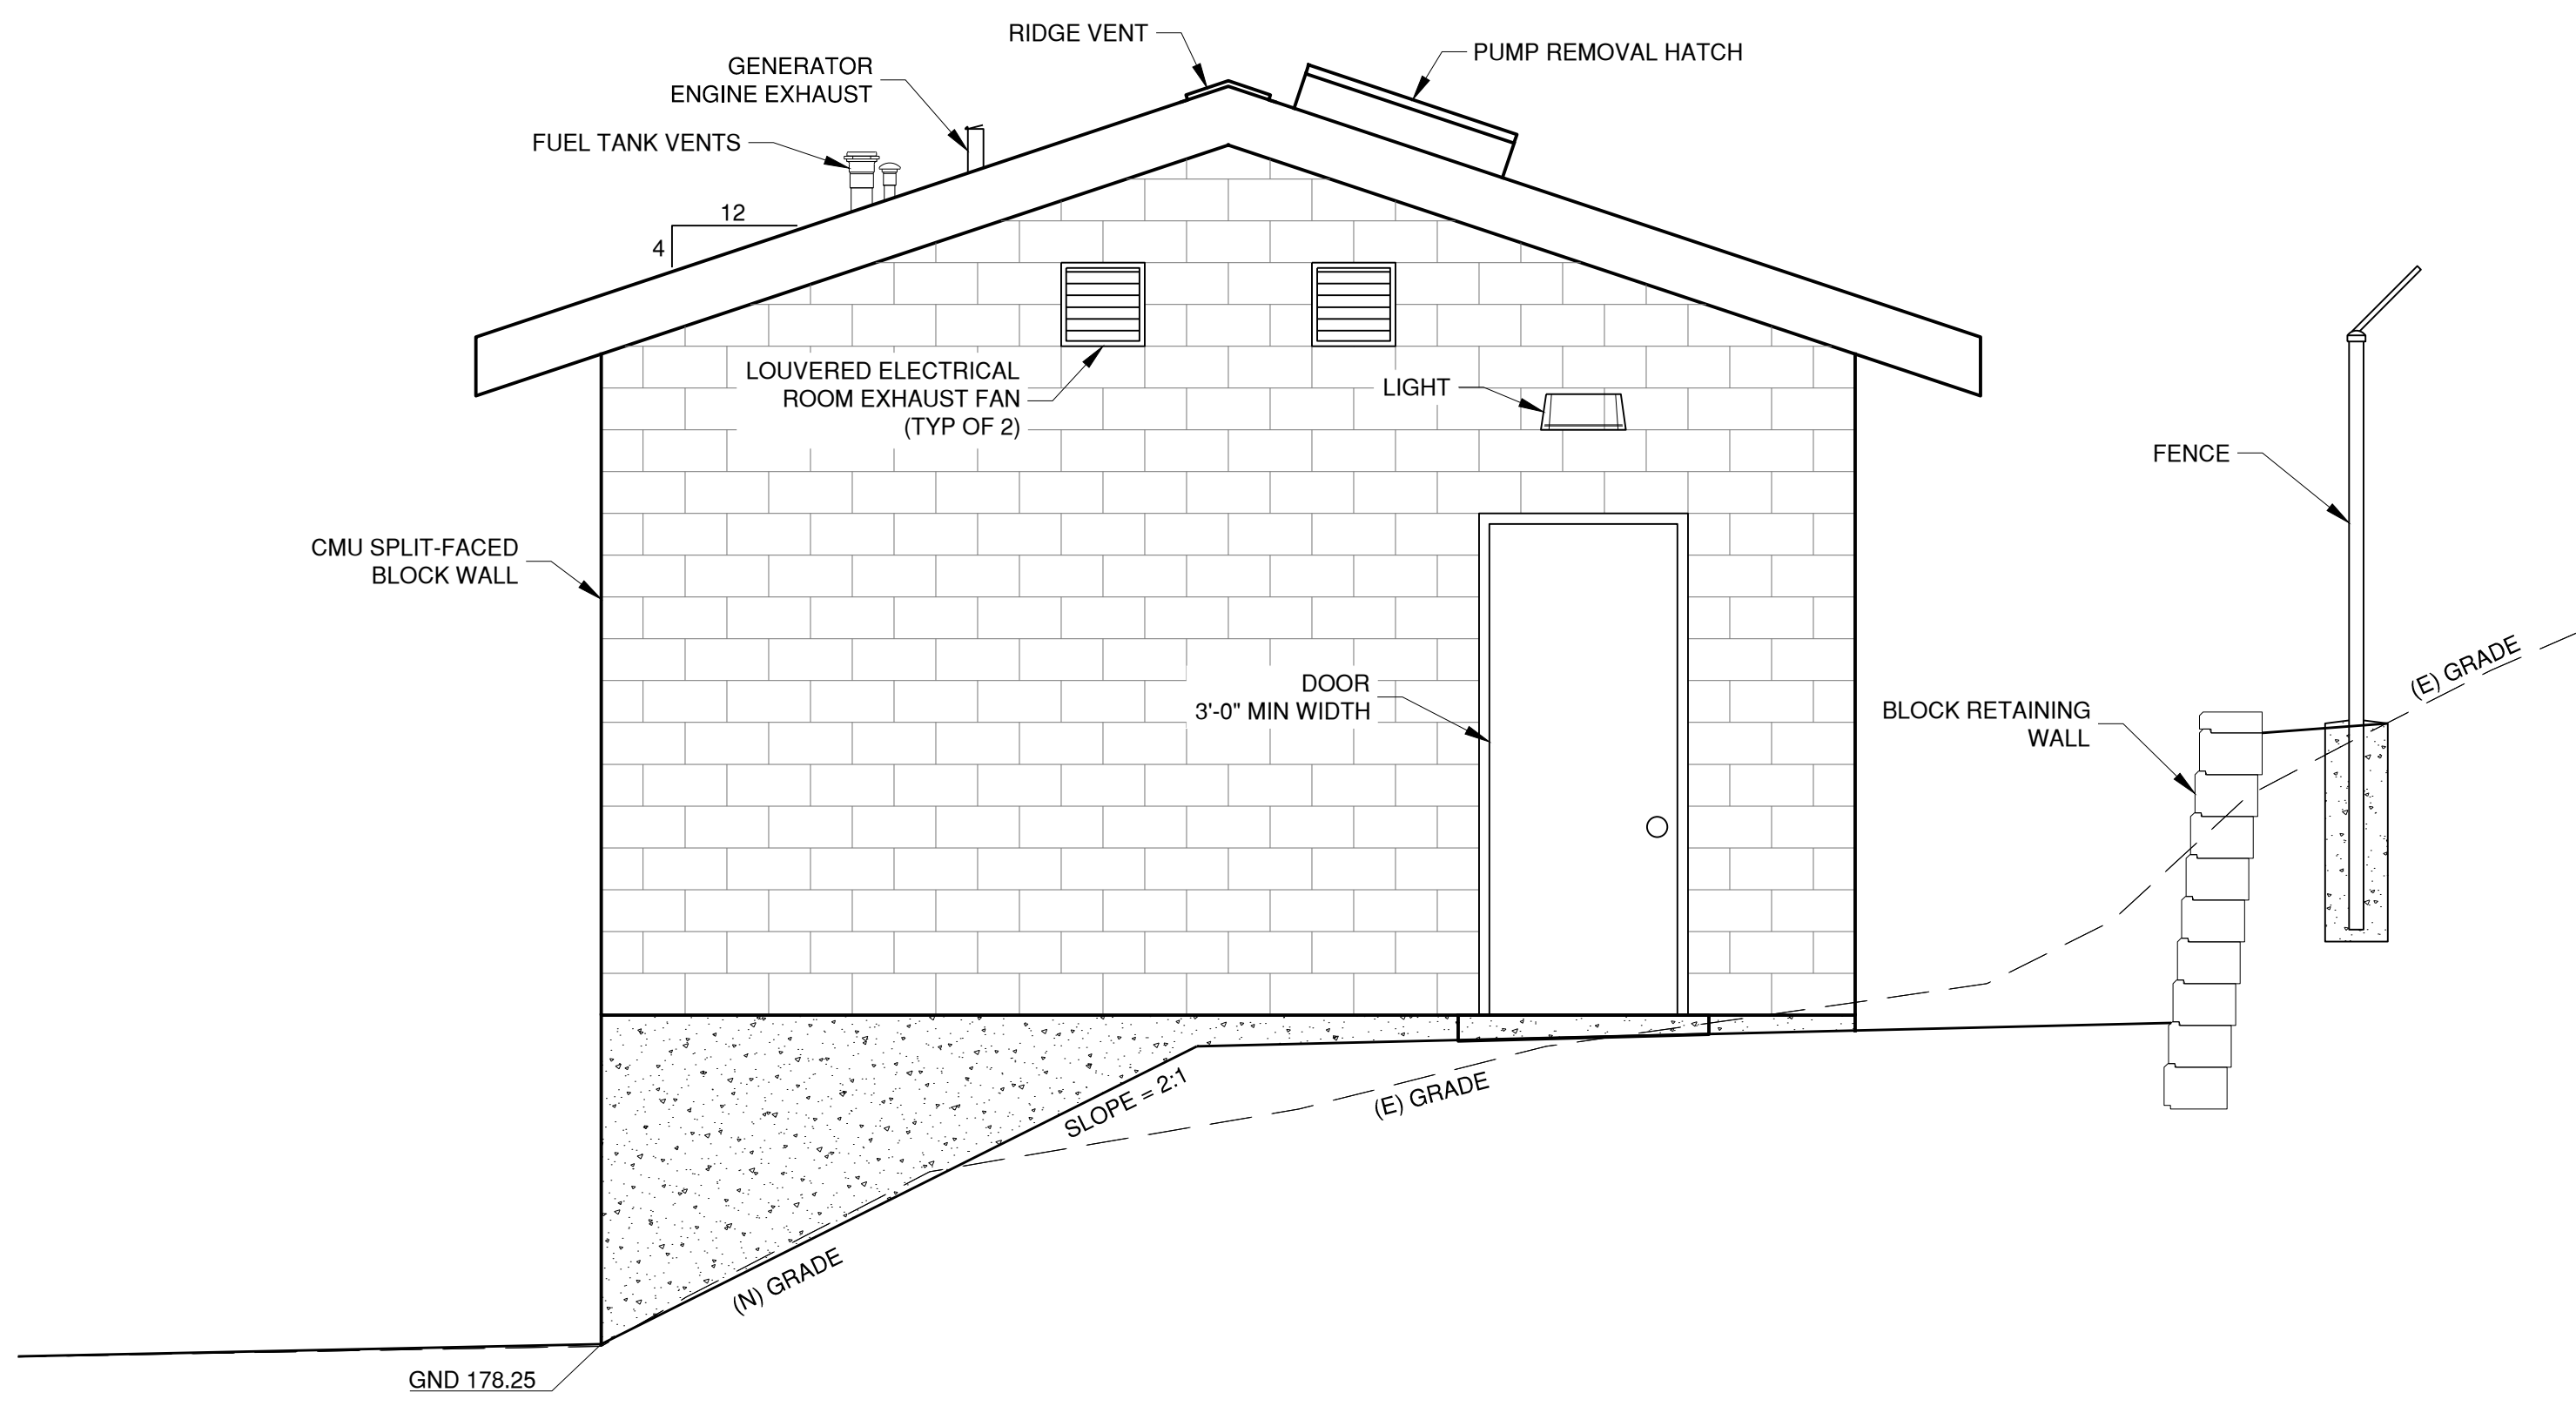 RIDGE VENT
PUMP REMOVAL HATCH
GENERATOR
ENGINE EXHAUST
FUEL TANK VENTS
12
4
LOUVERED ELECTRICAL
ROOM EXHAUST FAN
(TYP OF 2)
LIGHT
FENCE
CMU SPLIT-FACED
BLOCK WALL
(E) GRADE
DOOR
3'-0" MIN WIDTH
BLOCK RETAINING
WALL
SLOPE = 2:1
(E) GRADE
(N) GRADE
GND 178.25